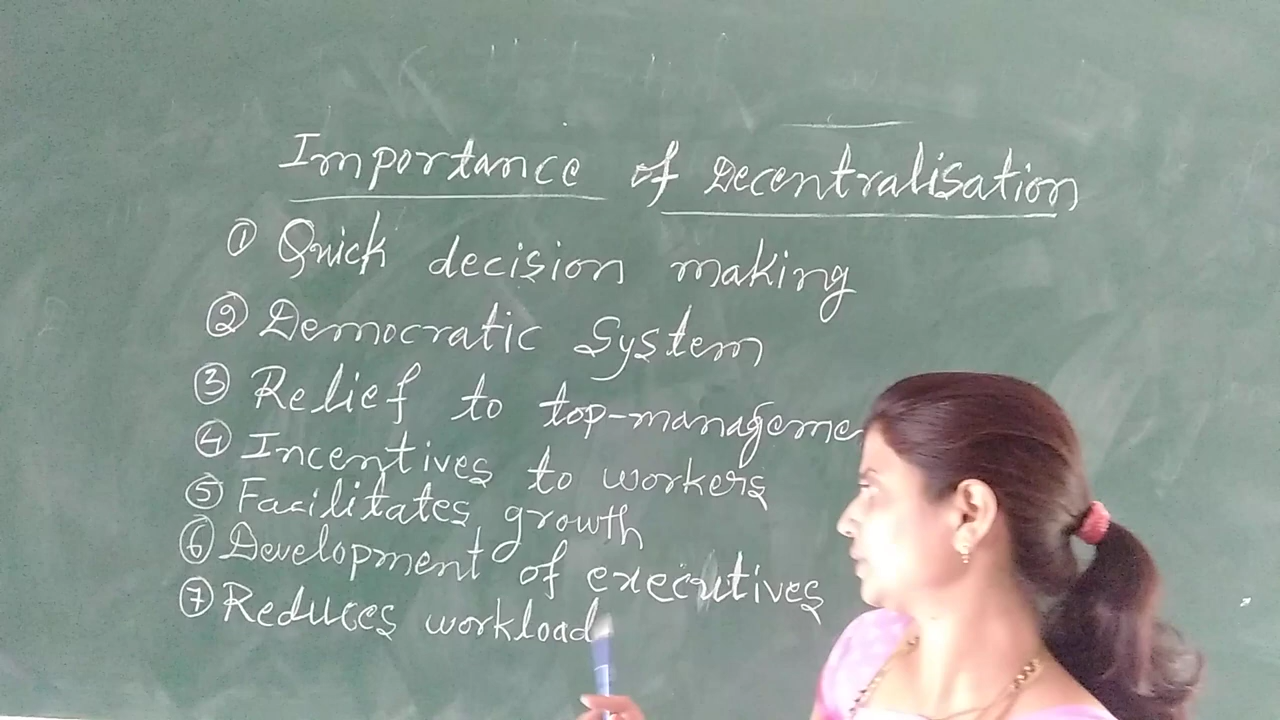 Importance of Decentralisation
① Quick decision making
② Democratic System
③ Relief to top-manageme
④ Incentives to workers
⑤ Facilitates growth
⑥ Development of executives
⑦ Reduces workload